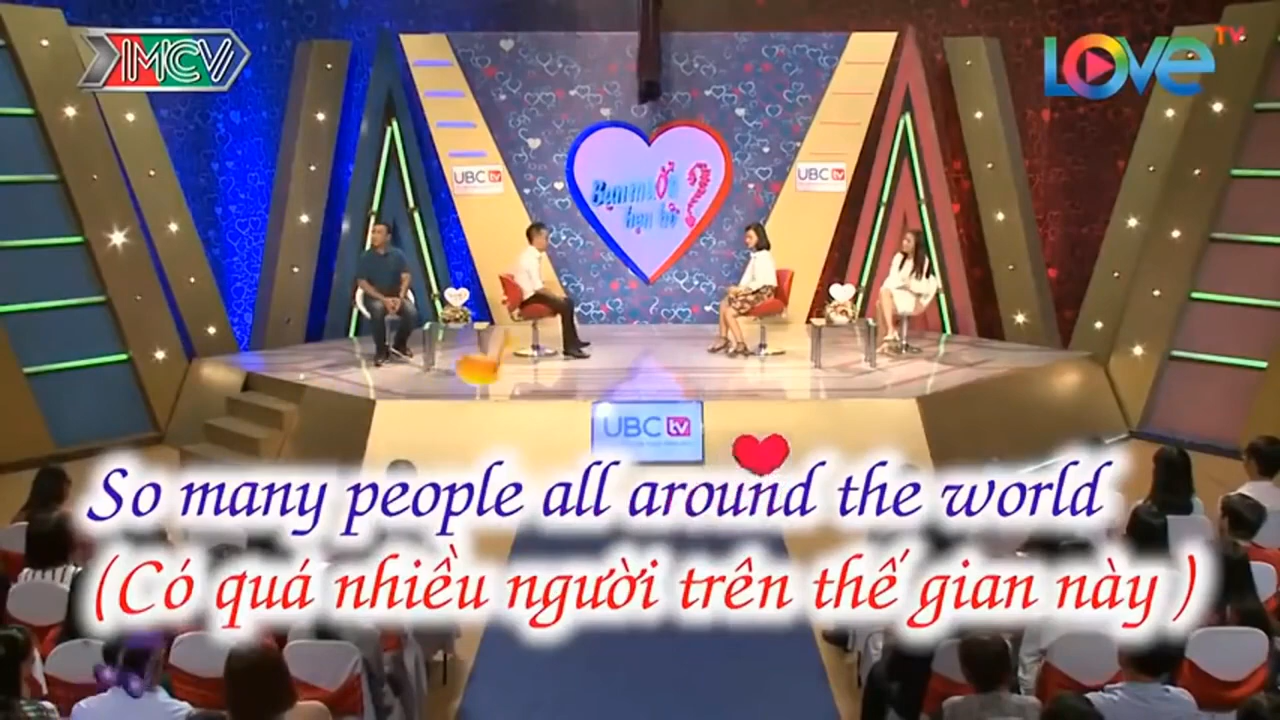 MCV
LOVE TV
UBC tv
UBC tv
Bạn muốn
hẹn hò
?
UBC tv
So many people all around the world
(Có quá nhiều người trên thế gian này )